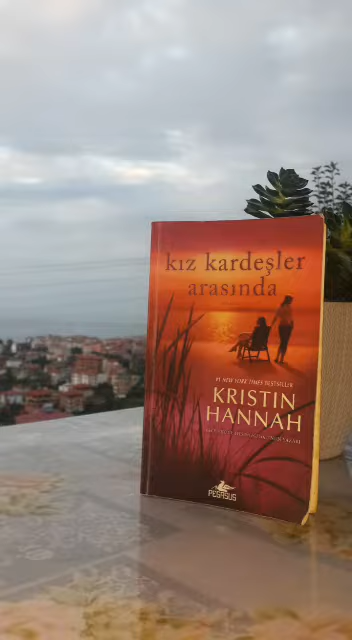 kız kardeşler
arasında
#1 NEW YORK TIMES BESTSELLER
KRISTIN
HANNAH
PEGASUS